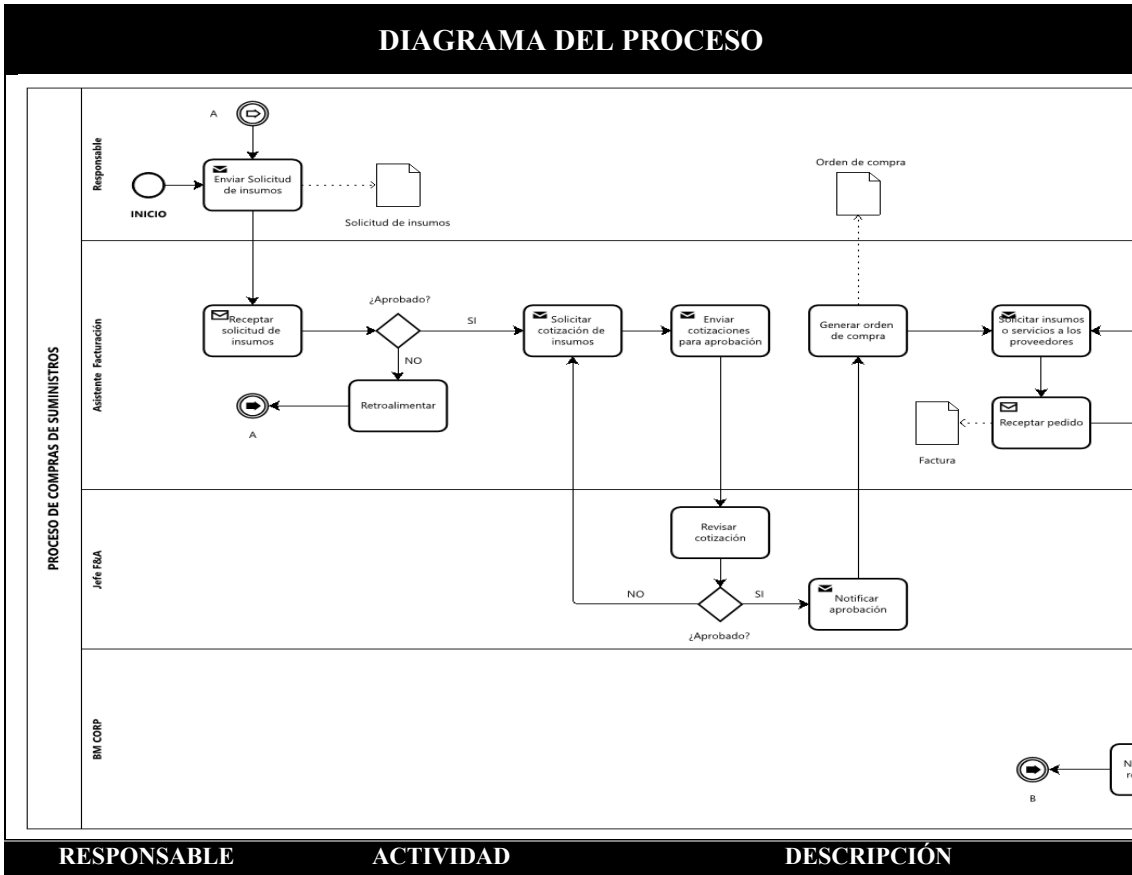 DIAGRAMA DEL PROCESO
PROCESO DE COMPRAS DE SUMINISTROS
Responsable
A
INICIO
Enviar Solicitud
de insumos
Solicitud de insumos
Orden de compra
Asistente Facturación
Receptar
solicitud de
insumos
¿Aprobado?
SI
NO
Retroalimentar
A
Solicitar
cotización de
insumos
Enviar
cotizaciones
para aprobación
Generar orden
de compra
Solicitar insumos
o servicios a los
proveedores
Receptar pedido
Factura
Jefe F&A
Revisar
cotización
NO
SI
¿Aprobado?
Notificar
aprobación
BM CORP
B
RESPONSABLE ACTIVIDAD DESCRIPCIÓN